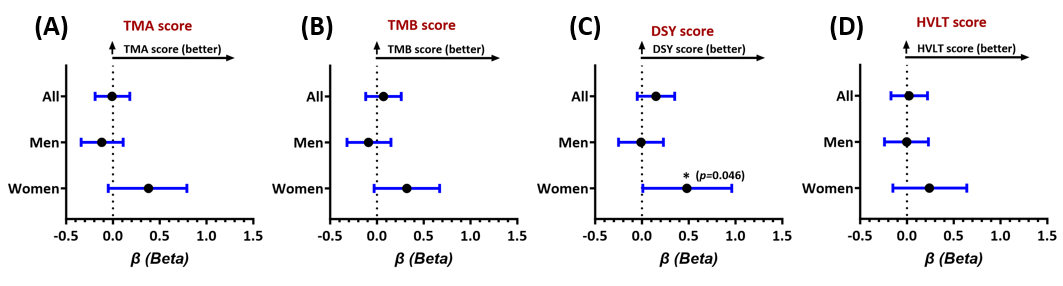 (A)
TMA score
TMA score (better)
All
Men
Women
-0.5 0.0 0.5 1.0 1.5
β (Beta)
(B)
TMB score
TMB score (better)
All
Men
Women
-0.5 0.0 0.5 1.0 1.5
β (Beta)
(C)
DSY score
DSY score (better)
All
Men
* (p=0.046)
Women
-0.5 0.0 0.5 1.0 1.5
β (Beta)
(D)
HVLT score
HVLT score (better)
All
Men
Women
-0.5 0.0 0.5 1.0 1.5
β (Beta)